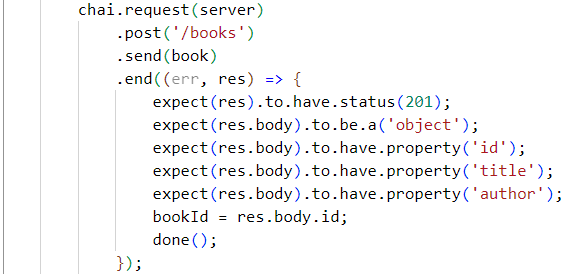 chai.request(server)
.post('/books')
.send(book)
.end((err, res) => {
expect(res).to.have.status(201);
expect(res.body).to.be.a('object');
expect(res.body).to.have.property('id');
expect(res.body).to.have.property('title');
expect(res.body).to.have.property('author');
bookId = res.body.id;
done();
});